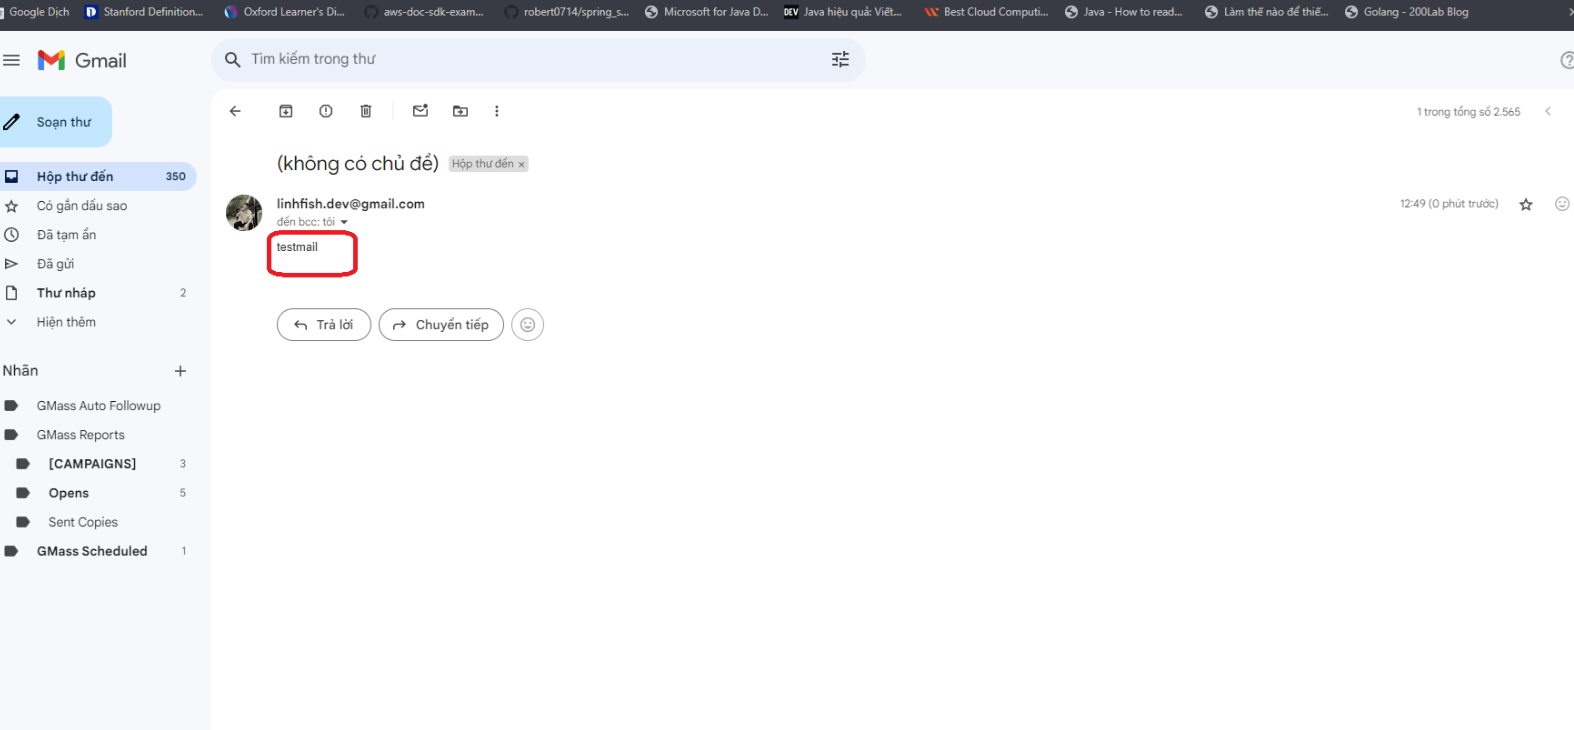 Google Dịch Stanford Definition... Oxford Learner's Di... aws-doc-sdk-exam... robert0714/spring_s... Microsoft for Java D... DEV Java hiệu quả: Viết... Best Cloud Computi... Java - How to read... Làm thế nào để thiế... Golang - 200Lab Blog
Gmail
Tìm kiếm trong thư
Soạn thư
1 trong tổng số 2.565
(không có chủ đề) Hộp thư đến ×
Hộp thư đến 350
linhfish.dev@gmail.com
12:49 (0 phút trước)
đến bcc: tôi
testmail
Có gắn dấu sao
Đã tạm ẩn
Đã gửi
Thư nháp 2
Hiện thêm
Trả lời
Chuyển tiếp
Nhãn
GMass Auto Followup
GMass Reports
[CAMPAIGNS] 3
Opens 5
Sent Copies
GMass Scheduled 1